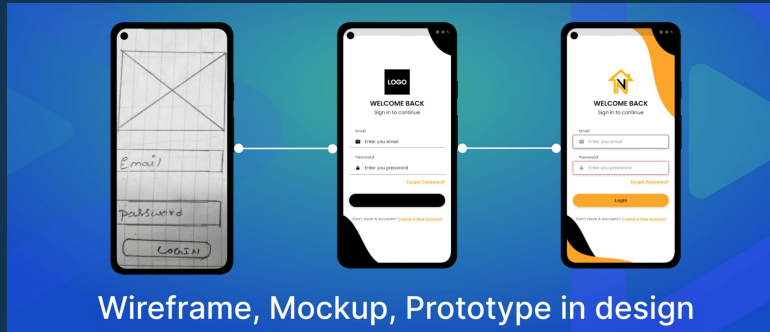 Email
password
LOGIN
LOGO
WELCOME BACK
Sign in to continue
Email
Enter you email
Password
Enter you password
Forgot Password?
Don't Have A Account? Create A New Account
N
WELCOME BACK
Sign in to continue
Email
Enter you email
Password
Enter you password
Forgot Password?
Login
Don't Have A Account? Create A New Account
Wireframe, Mockup, Prototype in design